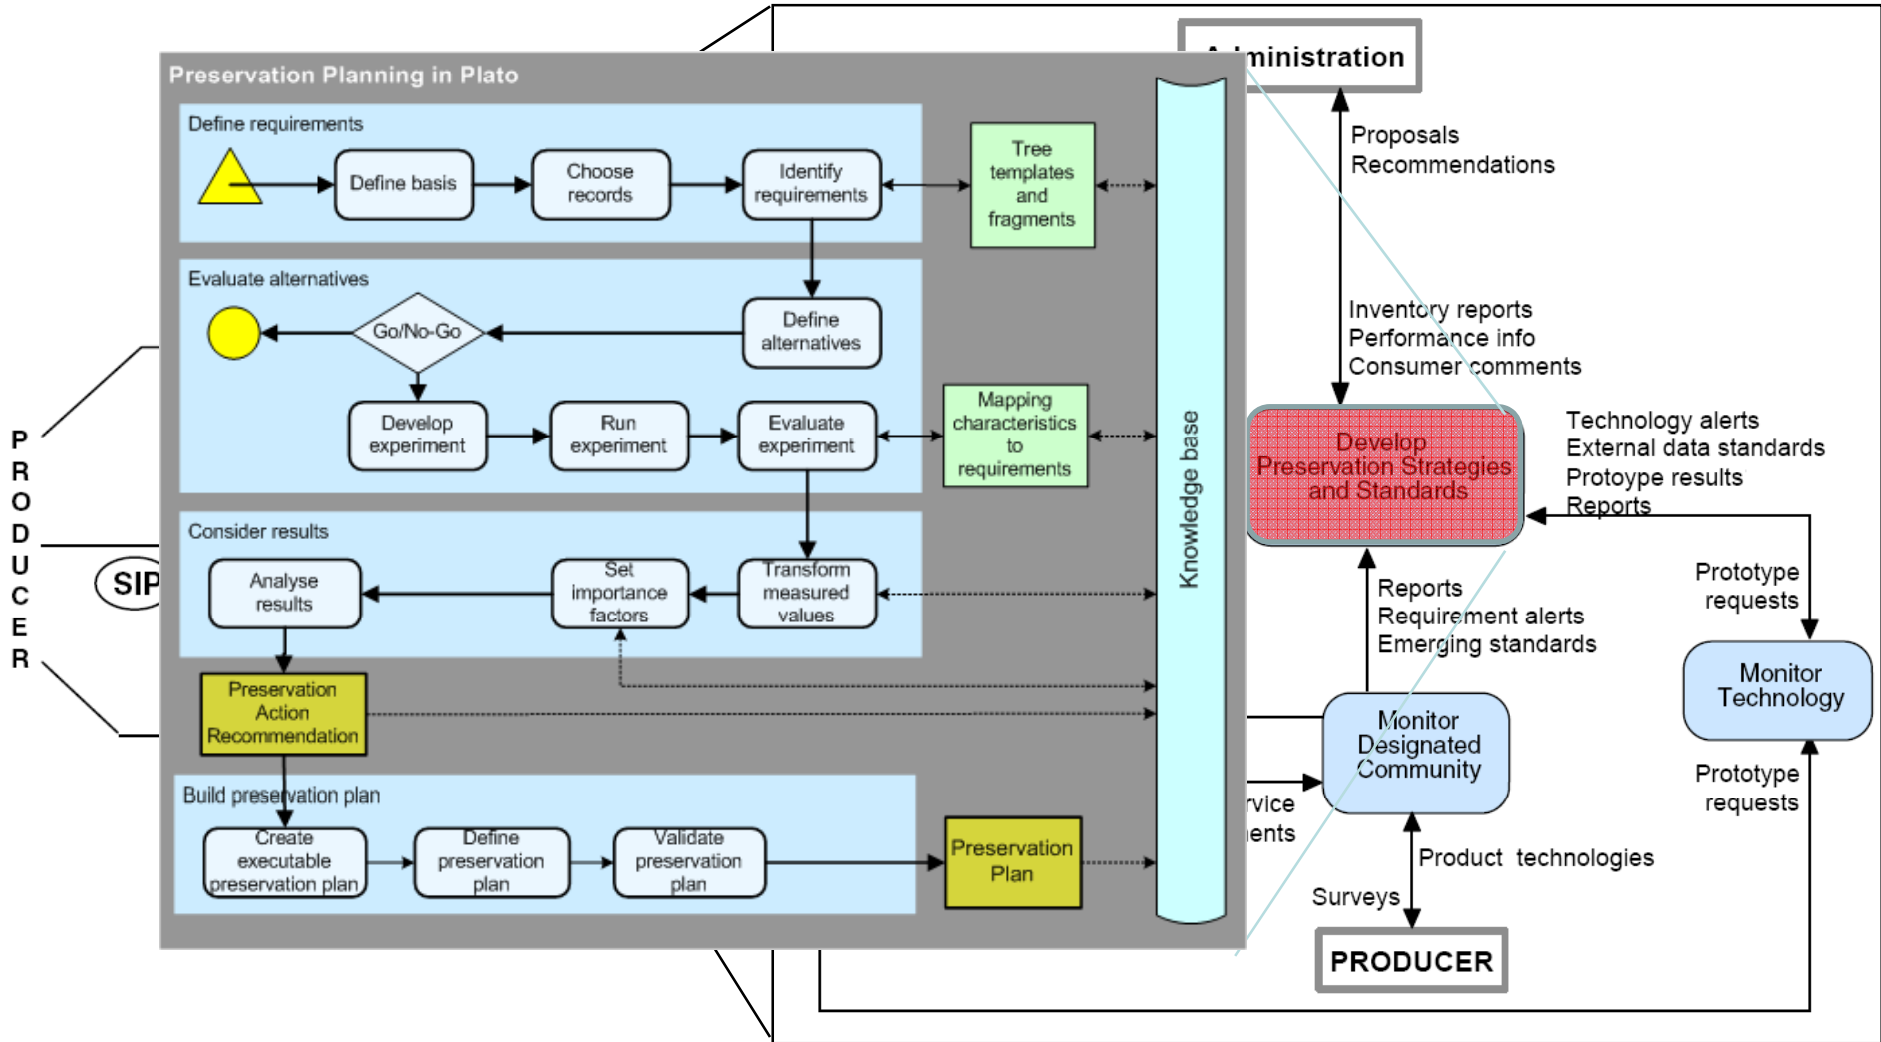 Administration
Preservation Planning in Plato
Define requirements
Define basis
Choose
records
Identify
requirements
Tree
templates
and
fragments
Proposals
Recommendations
Evaluate alternatives
Go/No-Go
Define
alternatives
Inventory reports
Performance info
Consumer comments
Develop
experiment
Run
experiment
Evaluate
experiment
Mapping
characteristics
to
requirements
Knowledge base
Develop
Preservation Strategies
and Standards
Technology alerts
External data standards
Protoype results
Reports
P
R
O
D
U
C
E
R
SIP
Consider results
Analyse
results
Set
importance
factors
Transform
measured
values
Reports
Requirement alerts
Emerging standards
Prototype
requests
Monitor
Technology
Preservation
Action
Recommendation
Monitor
Designated
Community
Prototype
requests
Build preservation plan
Create
executable
preservation plan
Define
preservation
plan
Validate
preservation
plan
Preservation
Plan
rvice
ents
Product technologies
Surveys
PRODUCER